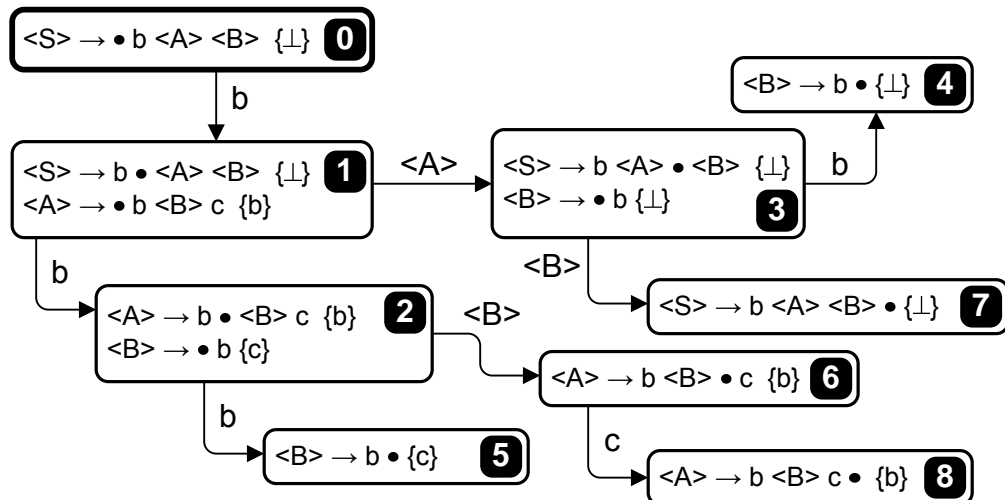 <S> → • b <A> <B> {⊥} 0
b
<S> → b • <A> <B> {⊥} 1
<A> → • b <B> c {b}
<A>
<S> → b <A> • <B> {⊥}
<B> → • b {⊥} 3
b
<B> → b • {⊥} 4
<B>
<S> → b <A> <B> • {⊥} 7
b
<A> → b • <B> c {b} 2
<B> → • b {c}
<B>
<A> → b <B> • c {b} 6
b
<B> → b • {c} 5
c
<A> → b <B> c • {b} 8